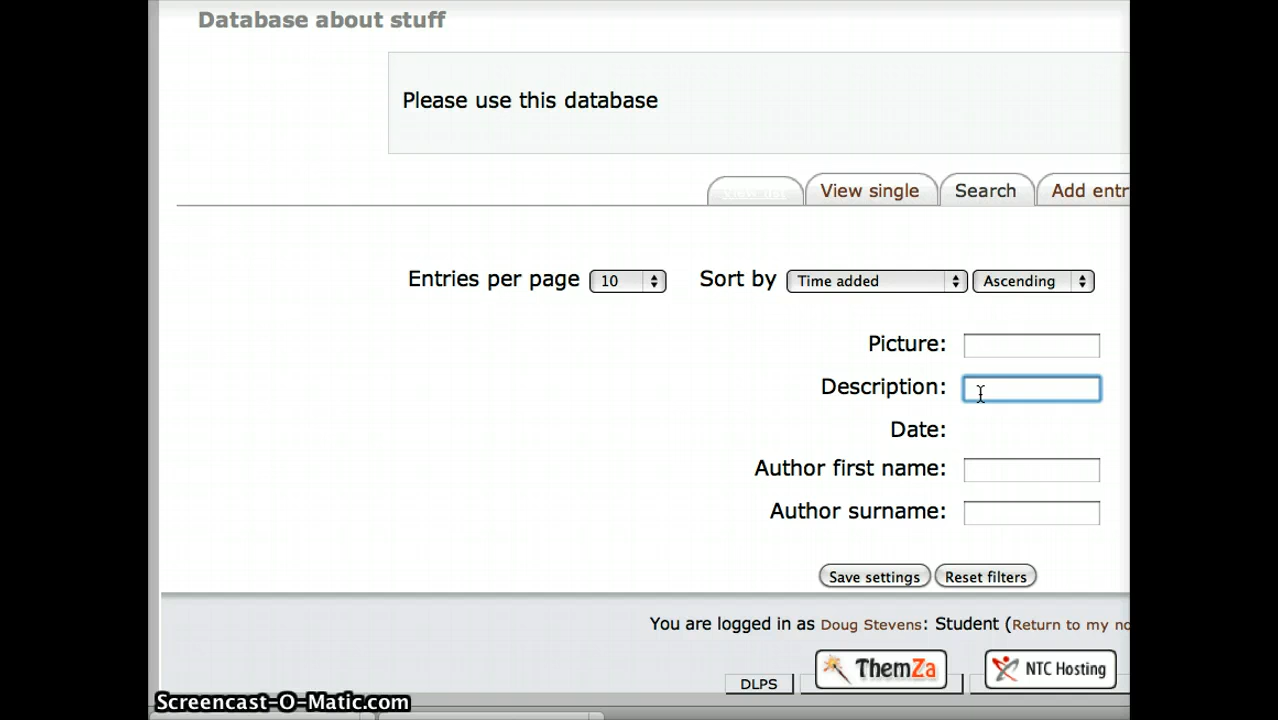 Database about stuff
Please use this database
View single Search Add entr
Entries per page 10 Sort by Time added Ascending
Picture:
Description:
Date:
Author first name:
Author surname:
Save settings Reset filters
You are logged in as Doug Stevens: Student (Return to my no
DLPS ThemZa NTC Hosting
Screencast-O-Matic.com